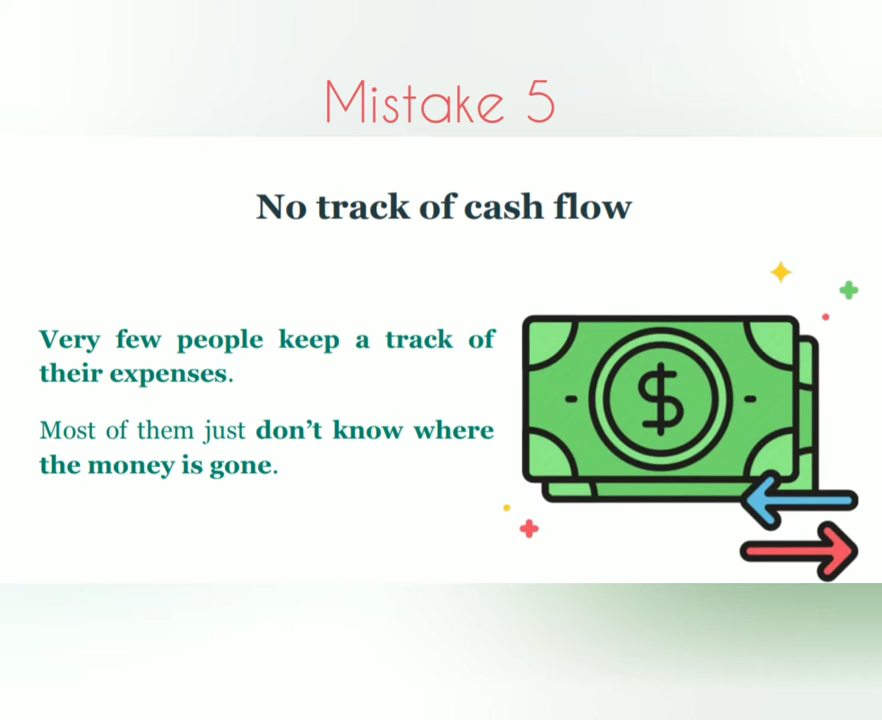 Mistake 5
No track of cash flow
Very few people keep a track of
their expenses.
Most of them just don't know where
the money is gone.
$